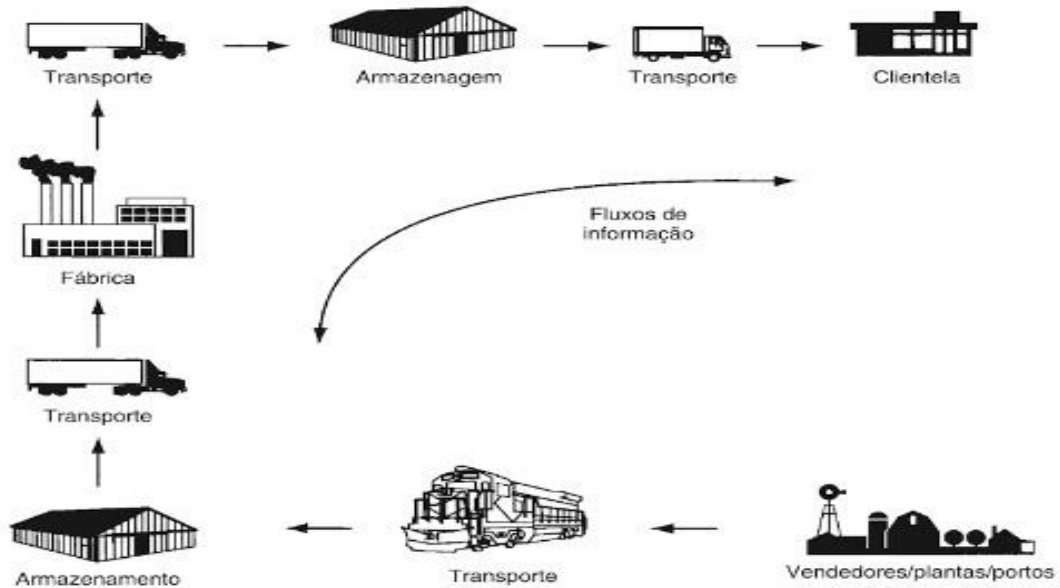 Transporte
Armazenagem
Transporte
Clientela
Fluxos de
informação
Fábrica
Transporte
Armazenamento
Transporte
Vendedores/plantas/portos